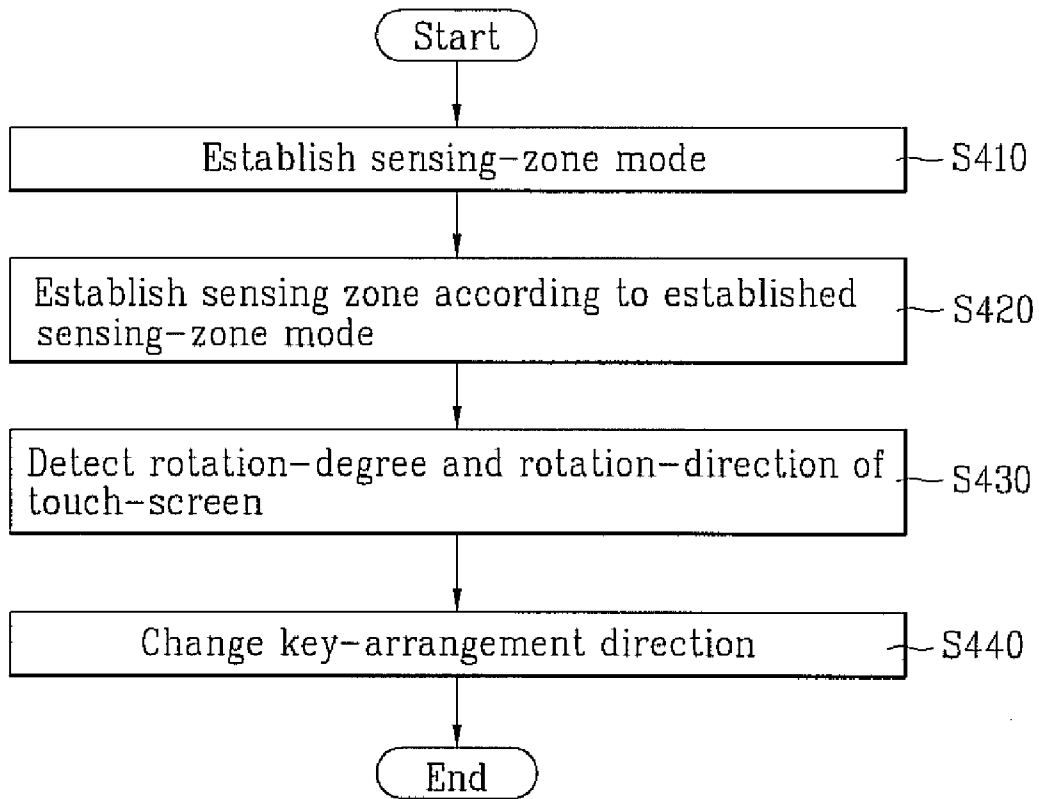 Start
Establish sensing-zone mode
S410
Establish sensing zone according to established
sensing-zone mode
S420
Detect rotation-degree and rotation-direction of
touch-screen
S430
Change key-arrangement direction
S440
End